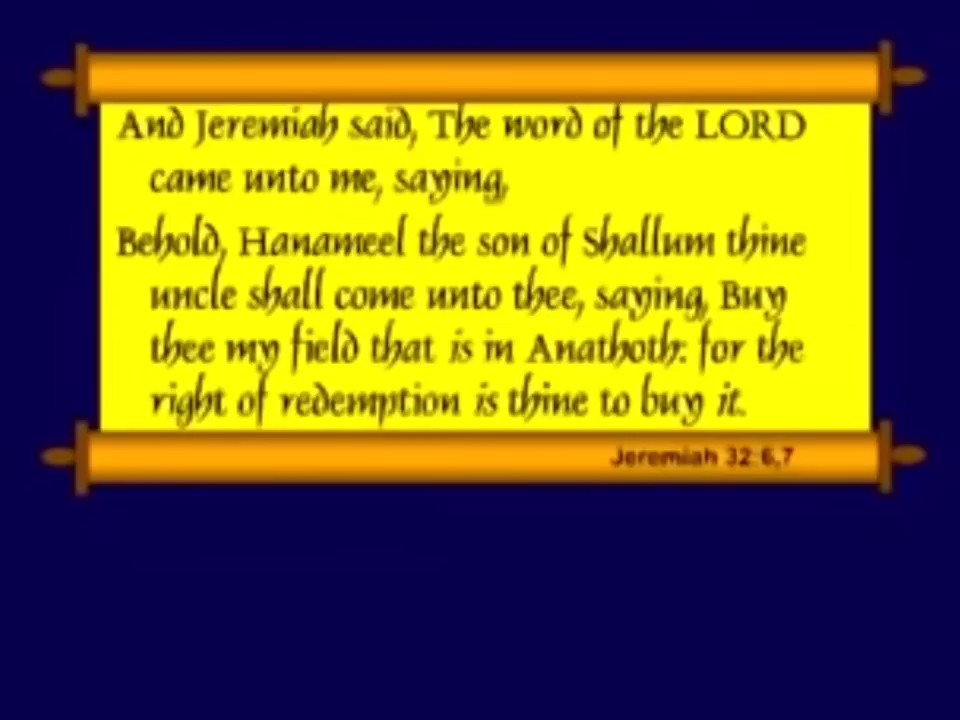 And Jeremiah said, The word of the LORD
came unto me, saying,
Behold, Hanameel the son of Shallum thine
uncle shall come unto thee, saying, Buy
thee my field that is in Anathoth: for the
right of redemption is thine to buy it.
Jeremiah 32:6,7